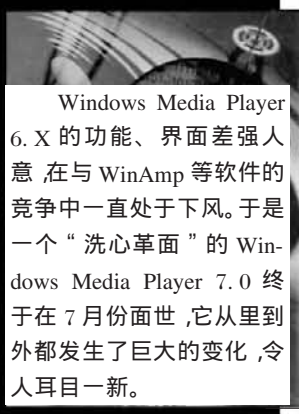 Windows Media Player
6. X 的功能、界面差强人
意,在与 WinAmp 等软件的
竞争中一直处于下风。于是
一个“洗心革面”的 Win-
dows Media Player 7. 0 终
于在 7 月份面世,它从里到
外都发生了巨大的变化,令
人耳目一新。